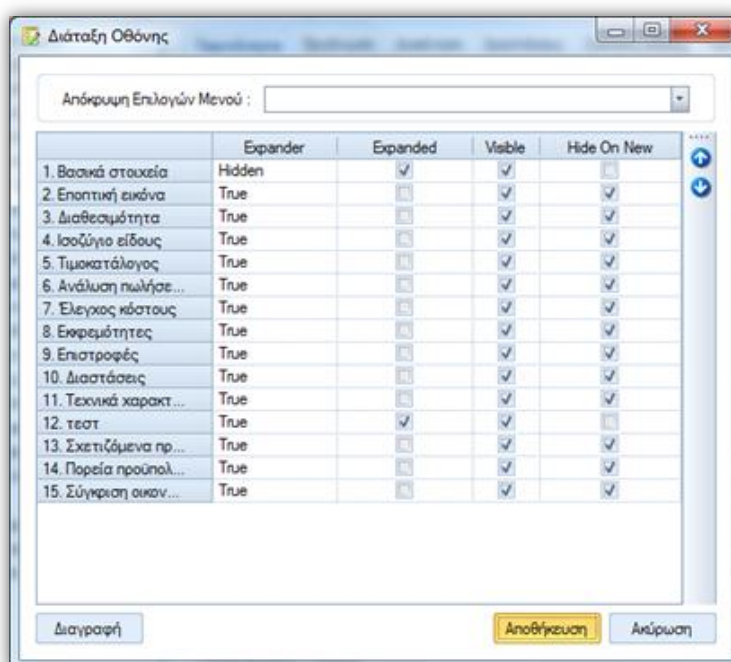 Διάταξη Οθόνης
Απόκρυψη Επιλογών Μενού :
Expander Expanded Visible Hide On New
1. Βασικά στοιχεία Hidden
2. Εποπτική εικόνα True
3. Διαθεσιμότητα True
4. Ισοζύγιο είδους True
5. Τιμοκατάλογος True
6. Ανάλυση πωλήσε... True
7. Έλεγχος κόστους True
8. Εκκρεμότητες True
9. Επιστροφές True
10. Διαστάσεις True
11. Τεχνικά χαρακτ... True
12. τεστ True
13. Σχετιζόμενα πρ... True
14. Πορεία προϋπολ... True
15. Σύγκριση οικον... True
Διαγραφή Αποθήκευση Ακύρωση